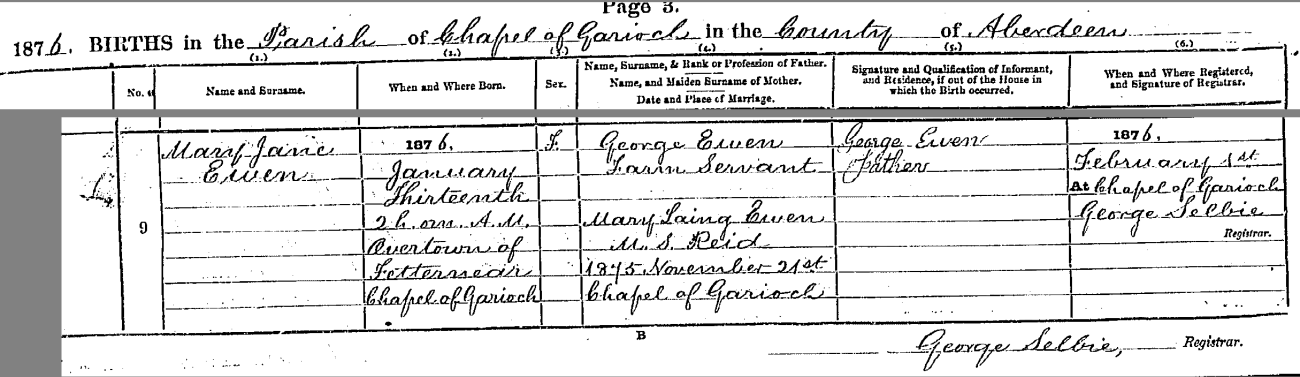 Page 3.
1876. BIRTHS in the Parish of Chapel of Garioch in the County of Aberdeen
(1.) (2.) (3.) (4.) (5.) (6.)
No. Name and Surname. When and Where Born. Sex. Name, Surname, & Rank or Profession of Father. Name, and Maiden Surname of Mother. Date and Place of Marriage. Signature and Qualification of Informant, and Residence, if out of the House in which the Birth occurred. When and Where Registered, and Signature of Registrar.
Mary Jane 1876, F. George Ewen George Ewen 1876,
Ewen January Farm Servant Father February 1st
Thirteenth At Chapel of Garioch
9 2 h. om. A.M. Mary Laing Ewen George Selbie
Overtown of M. S. Reid Registrar.
Fetternear 1875, November 21st
Chapel of Garioch Chapel of Garioch
B
George Selbie, Registrar.